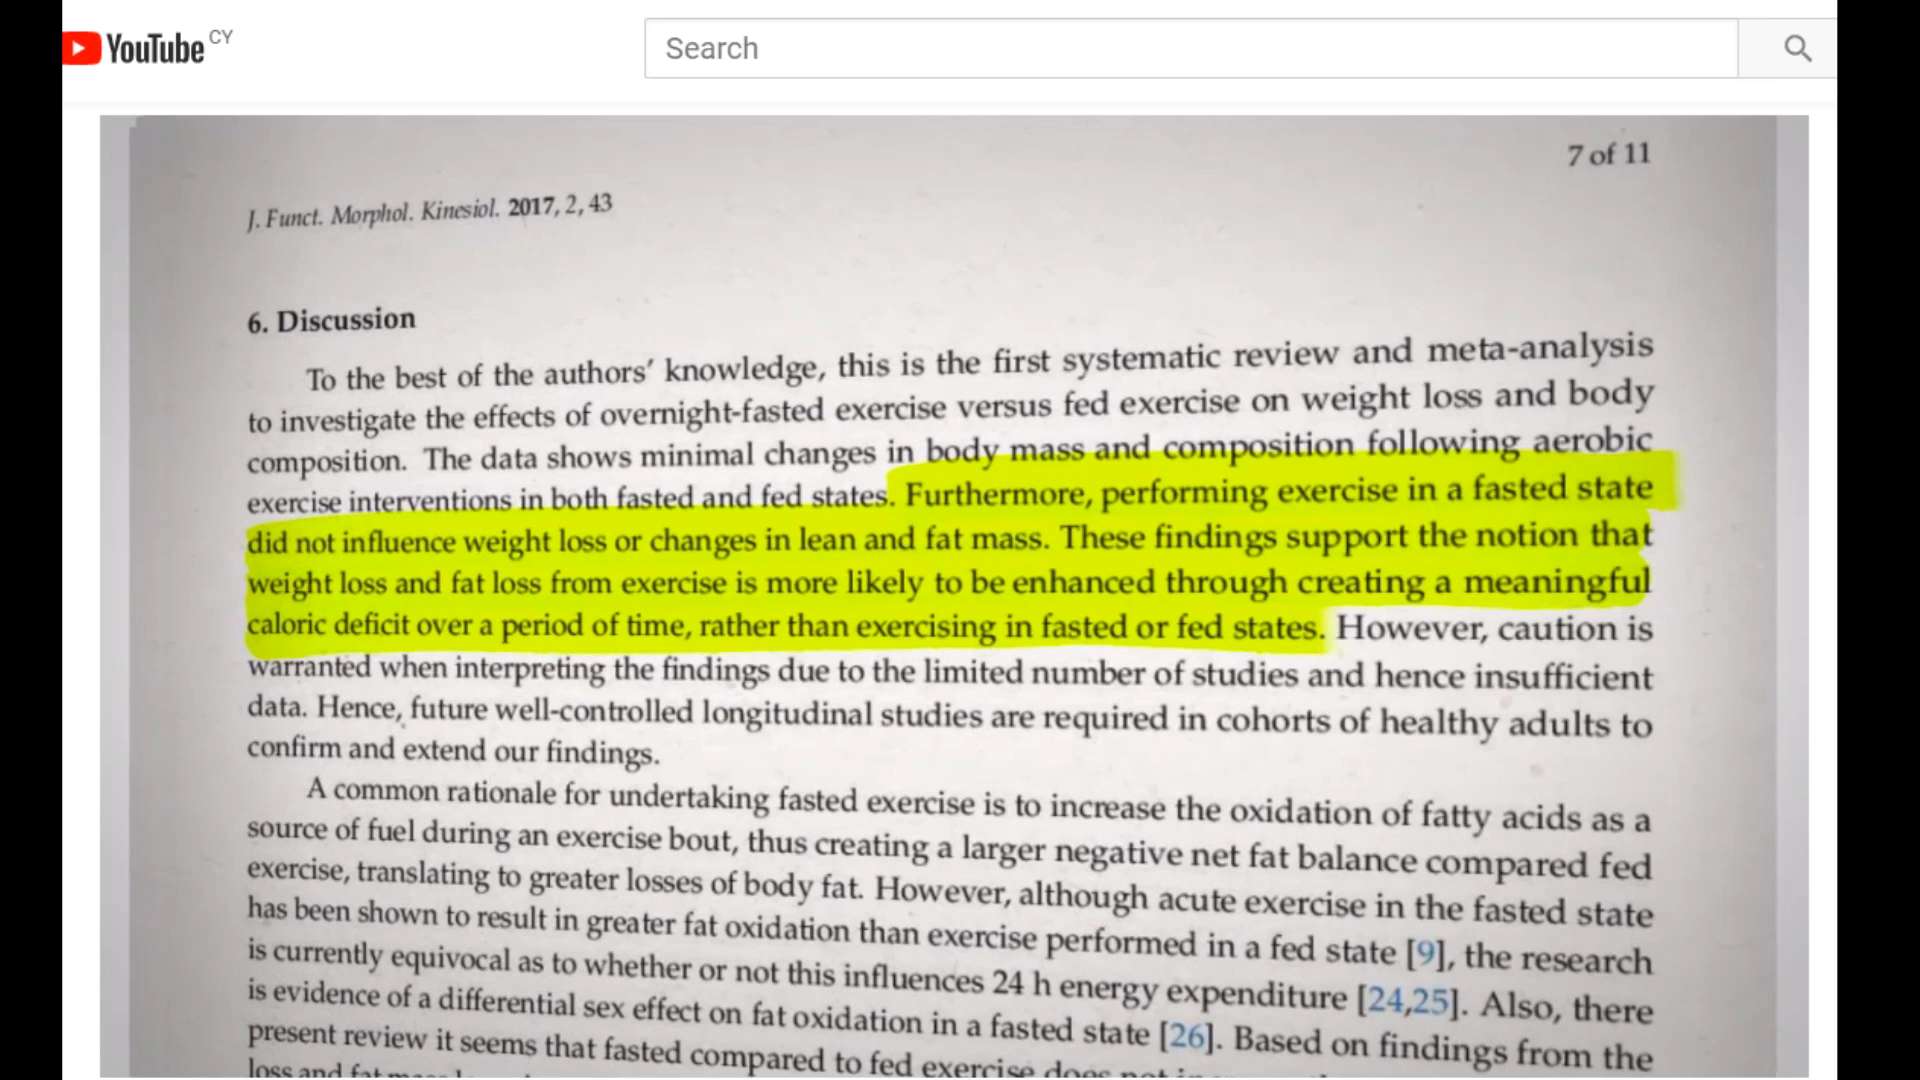 YouTube CY
Search
7 of 11
J. Funct. Morphol. Kinesiol. 2017, 2, 43
6. Discussion
To the best of the authors' knowledge, this is the first systematic review and meta-analysis
to investigate the effects of overnight-fasted exercise versus fed exercise on weight loss and body
composition. The data shows minimal changes in body mass and composition following aerobic
exercise interventions in both fasted and fed states. Furthermore, performing exercise in a fasted state
did not influence weight loss or changes in lean and fat mass. These findings support the notion that
weight loss and fat loss from exercise is more likely to be enhanced through creating a meaningful
caloric deficit over a period of time, rather than exercising in fasted or fed states. However, caution is
warranted when interpreting the findings due to the limited number of studies and hence insufficient
data. Hence, future well-controlled longitudinal studies are required in cohorts of healthy adults to
confirm and extend our findings.
A common rationale for undertaking fasted exercise is to increase the oxidation of fatty acids as a
source of fuel during an exercise bout, thus creating a larger negative net fat balance compared fed
exercise, translating to greater losses of body fat. However, although acute exercise in the fasted state
has been shown to result in greater fat oxidation than exercise performed in a fed state [9], the research
is currently equivocal as to whether or not this influences 24 h energy expenditure [24,25]. Also, there
is evidence of a differential sex effect on fat oxidation in a fasted state [26]. Based on findings from the
present review it seems that fasted compared to fed exercise does not
loss and fat